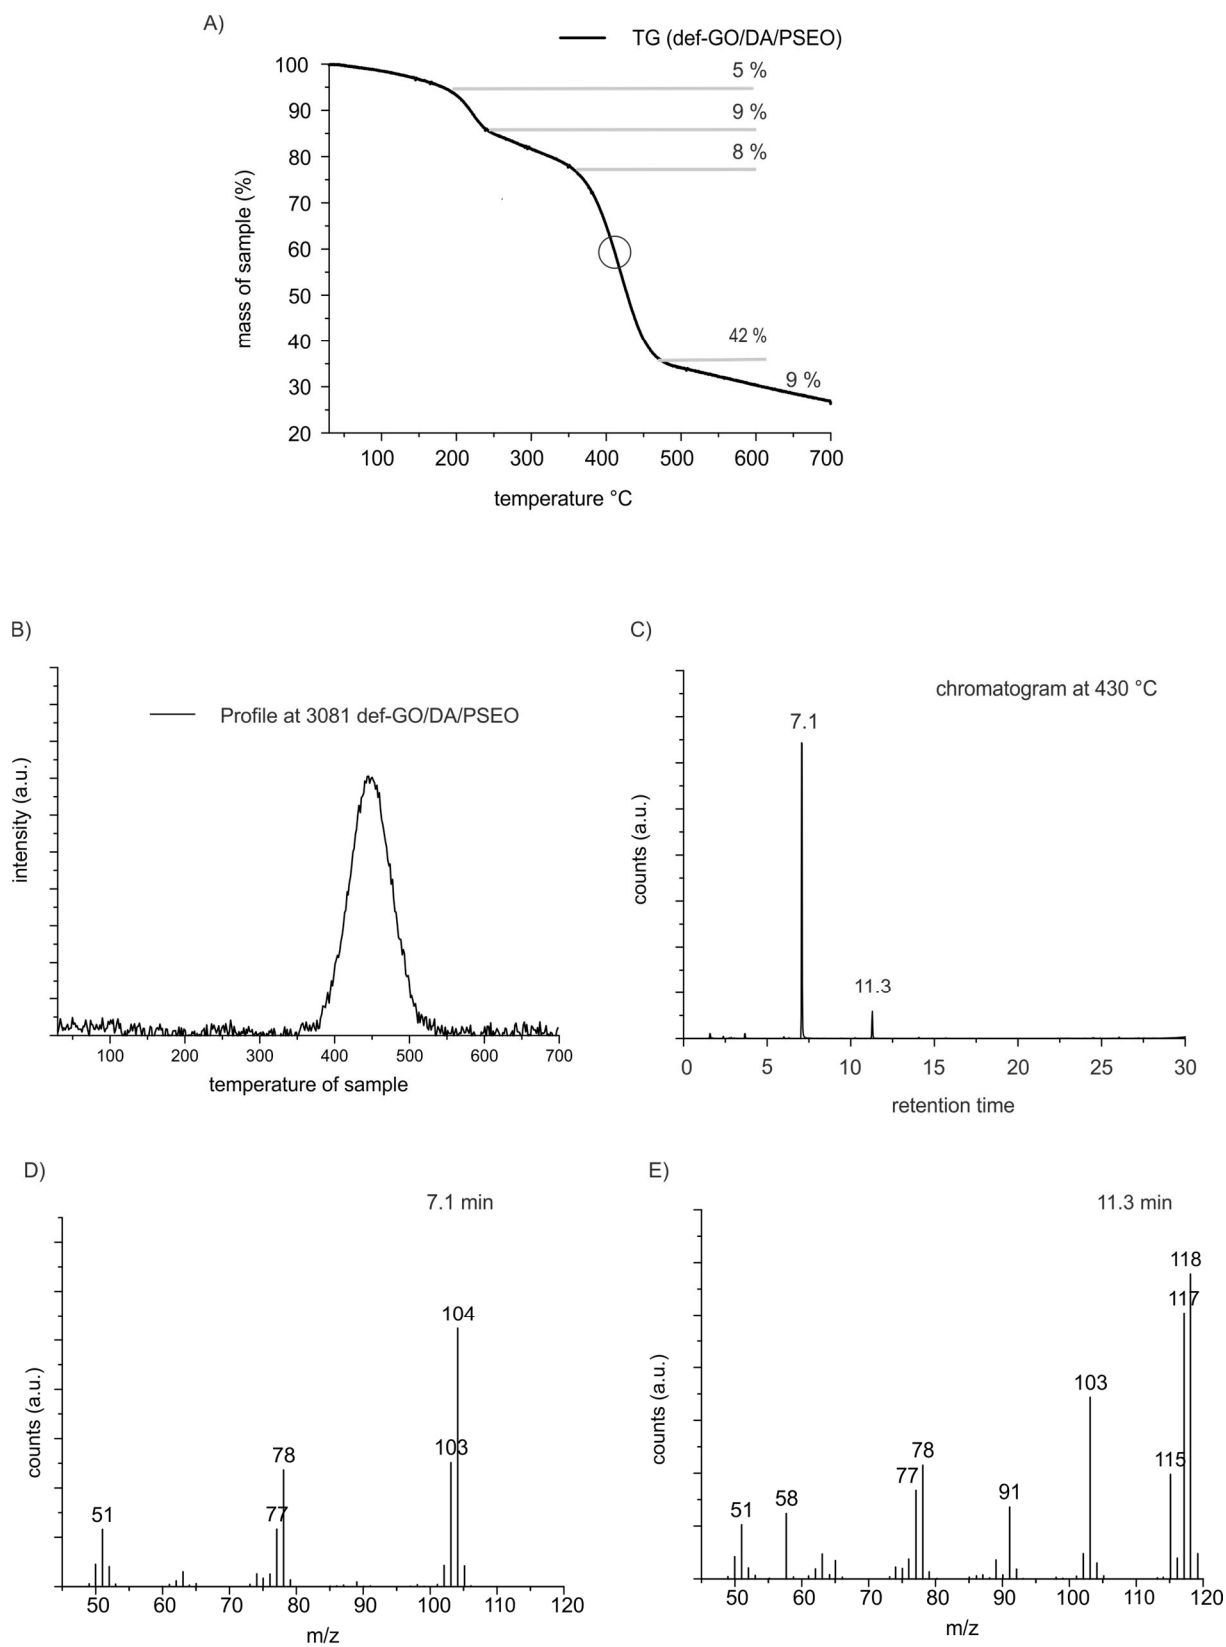 A)
TG (def-GO/DA/PSEO)
100
90
80
70
60
50
40
30
20
mass of sample (%)
5 %
9 %
8 %
42 %
9 %
100 200 300 400 500 600 700
temperature °C
B)
Profile at 3081 def-GO/DA/PSEO
intensity (a.u.)
100 200 300 400 500 600 700
temperature of sample
C)
chromatogram at 430 °C
7.1
11.3
counts (a.u.)
0 5 10 15 20 25 30
retention time
D)
7.1 min
104
103
78
77
51
counts (a.u.)
50 60 70 80 90 100 110 120
m/z
E)
11.3 min
118
117
103
115
78
77
91
58
51
counts (a.u.)
50 60 70 80 90 100 110 120
m/z